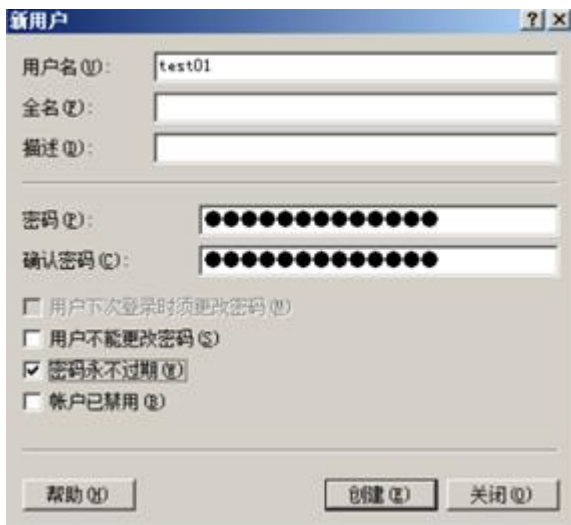 新用户
用户名(U): test01
全名(F):
描述(D):
密码(P): ●●●●●●●●●●●●●
确认密码(C): ●●●●●●●●●●●●●
用户下次登录时须更改密码(M)
用户不能更改密码(S)
密码永不过期(W)
帐户已禁用(B)
帮助(H) 创建(E) 关闭(O)